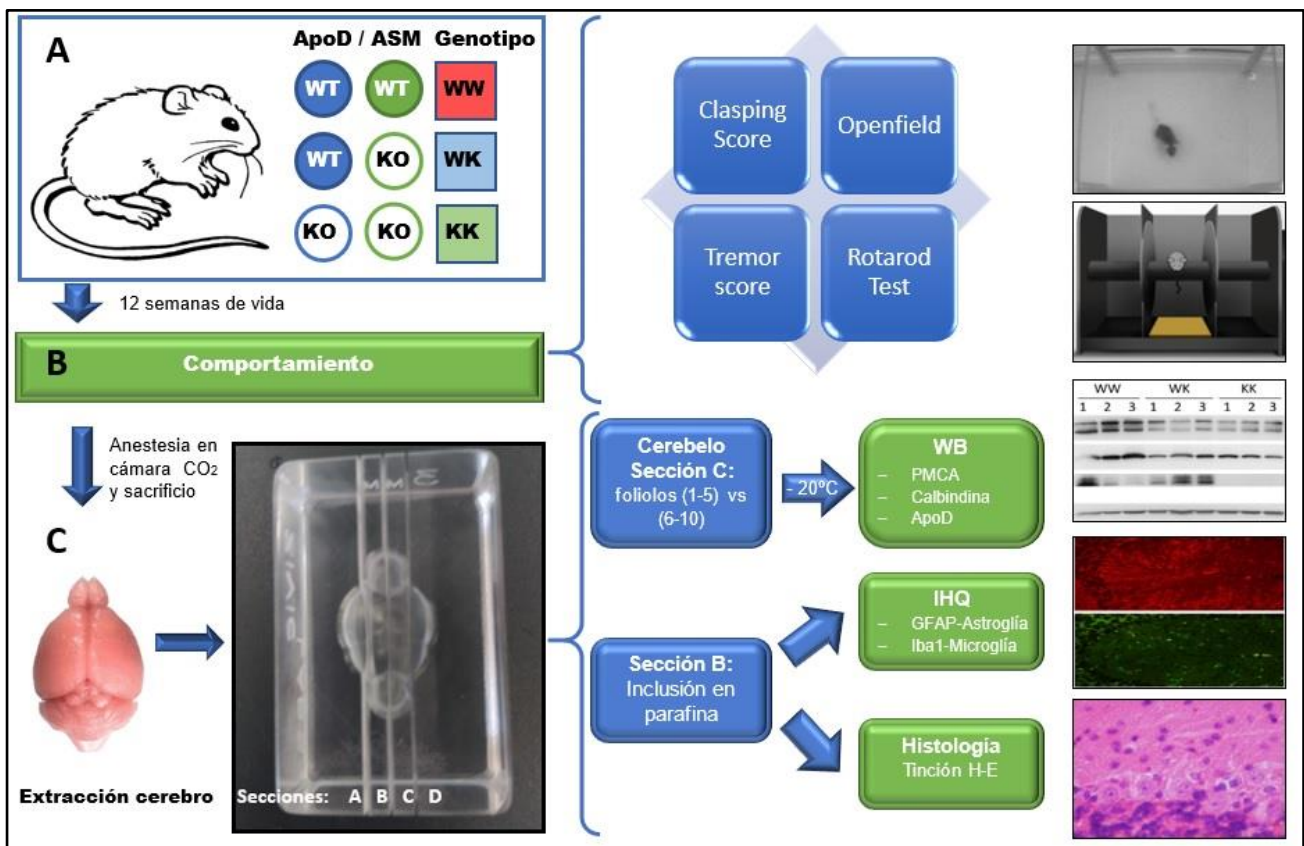 A
ApoD / ASM Genotipo
WT WT WW
WT KO WK
KO KO KK
12 semanas de vida
B
Comportamiento
Clasping
Score
Openfield
Tremor
score
Rotarod
Test
Anestesia en
cámara CO2
y sacrificio
C
Extracción cerebro
Secciones: A B C D
Cerebelo
Sección C:
foliolos (1-5) vs
(6-10)
- 20ºC
WB
– PMCA
– Calbindina
– ApoD
Sección B:
Inclusión en
parafina
IHQ
– GFAP-Astroglía
– Iba1-Microglía
Histología
Tinción H-E
WW WK KK
1 2 3 1 2 3 1 2 3